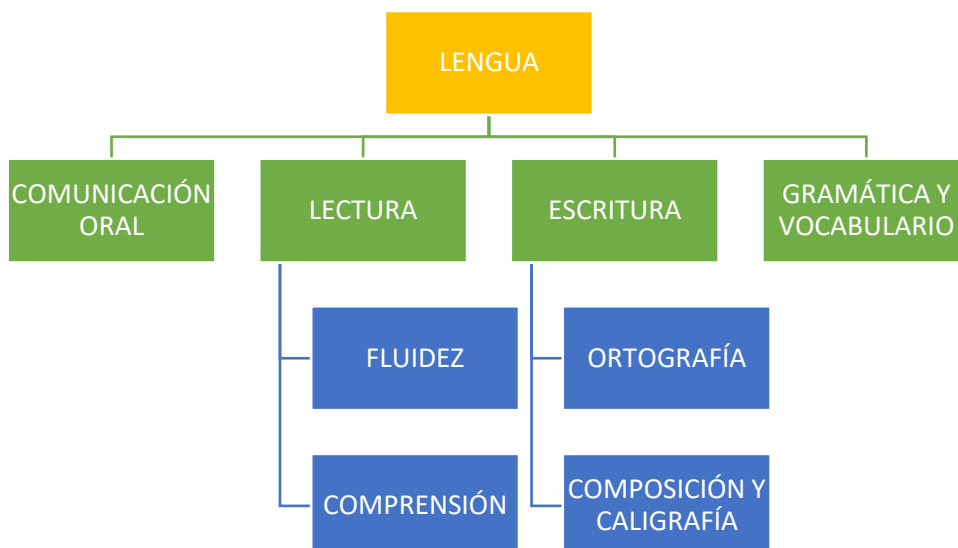 LENGUA
COMUNICACIÓN
ORAL
LECTURA
ESCRITURA
GRAMÁTICA Y
VOCABULARIO
FLUIDEZ
ORTOGRAFÍA
COMPRENSIÓN
COMPOSICIÓN Y
CALIGRAFÍA